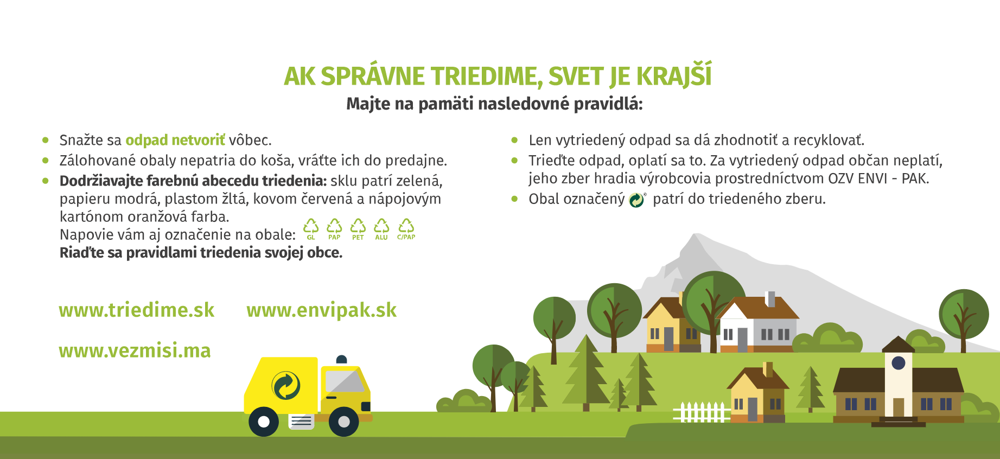 AK SPRÁVNE TRIEDIME, SVET JE KRAJŠÍ
Majte na pamäti nasledovné pravidlá:
• Snažte sa odpad netvoriť vôbec.
• Zálohované obaly nepatria do koša, vráťte ich do predajne.
• Dodržiavajte farebnú abecedu triedenia: sklu patrí zelená,
papieru modrá, plastom žltá, kovom červená a nápojovým
kartónom oranžová farba.
Napovie vám aj označenie na obale:
GL PAP PET ALU C/PAP
Riaďte sa pravidlami triedenia svojej obce.
• Len vytriedený odpad sa dá zhodnotiť a recyklovať.
• Trieďte odpad, oplatí sa to. Za vytriedený odpad občan neplatí,
jeho zber hradia výrobcovia prostredníctvom OZV ENVI - PAK.
• Obal označený patrí do triedeného zberu.
www.triedime.sk www.envipak.sk
www.vezmisi.ma